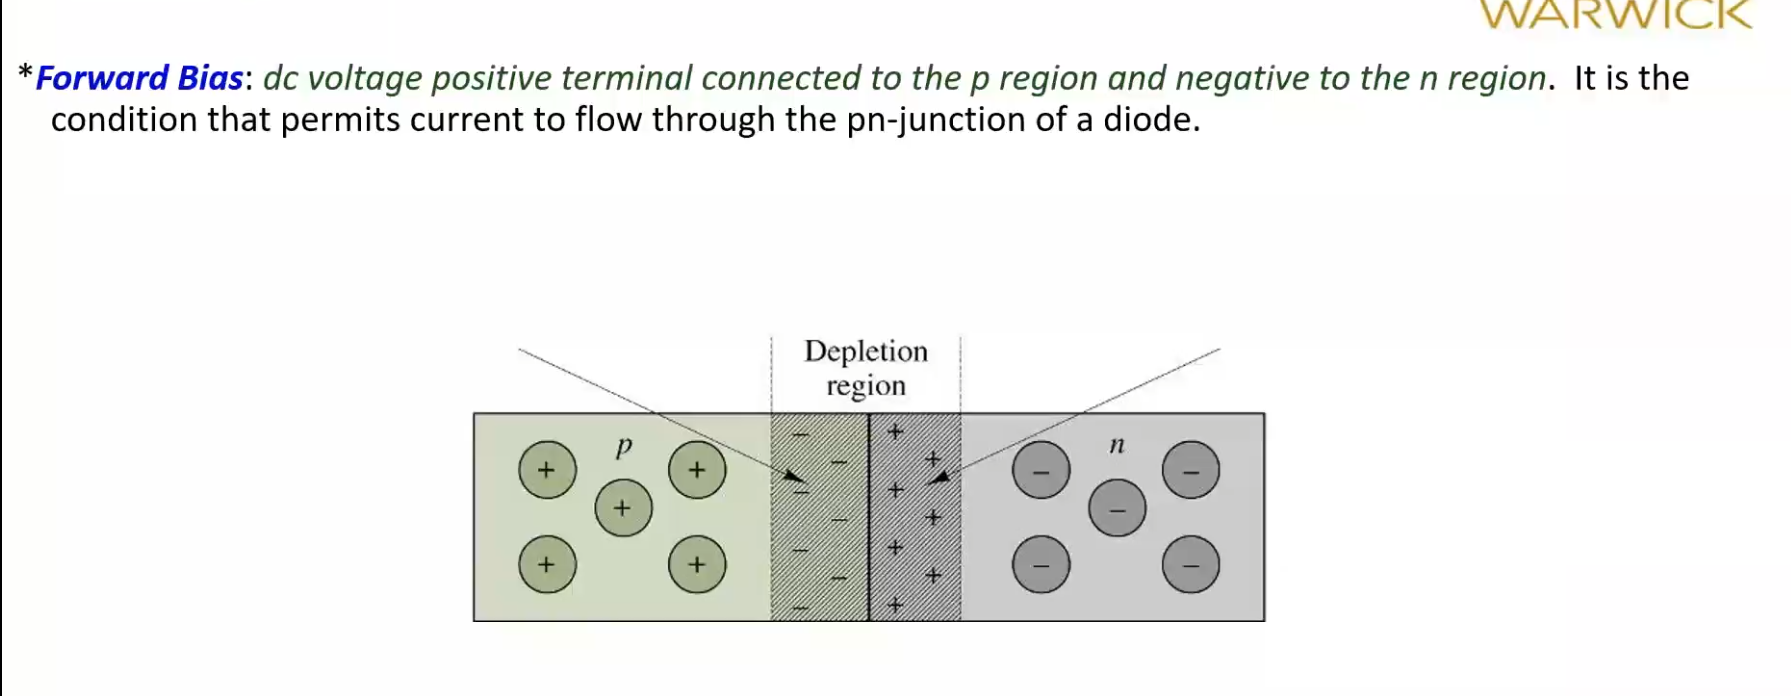 WARWICK
*Forward Bias: dc voltage positive terminal connected to the p region and negative to the n region. It is the
condition that permits current to flow through the pn-junction of a diode.
Depletion
region
p
n
+ + + + +
− − − − − − −
+ + + + + + +
− − − − −